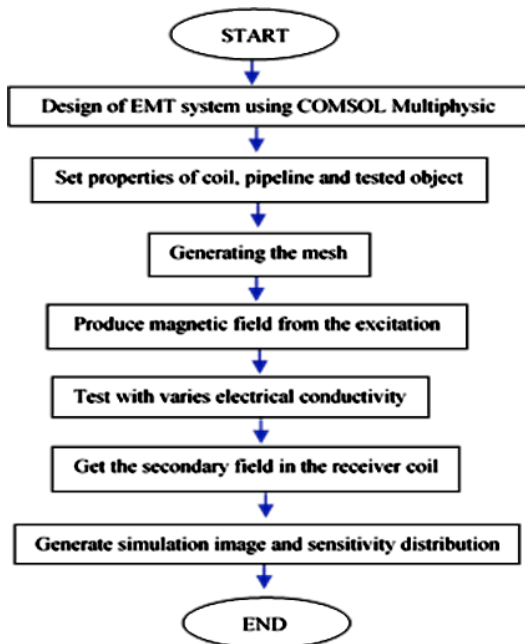 START
Design of EMT system using COMSOL Multiphysic
Set properties of coil, pipeline and tested object
Generating the mesh
Produce magnetic field from the excitation
Test with varies electrical conductivity
Get the secondary field in the receiver coil
Generate simulation image and sensitivity distribution
END